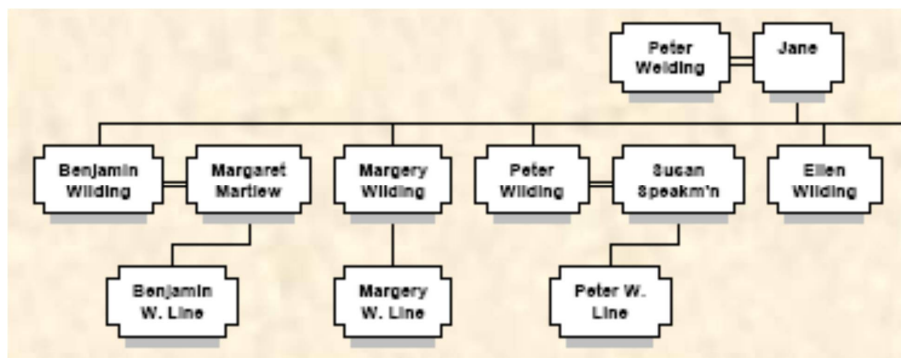 Peter
Welding
Jane
Benjamin
Wilding
Margaret
Martlew
Margery
Wilding
Peter
Wilding
Susan
Speakm'n
Ellen
Wilding
Benjamin
W. Line
Margery
W. Line
Peter W.
Line